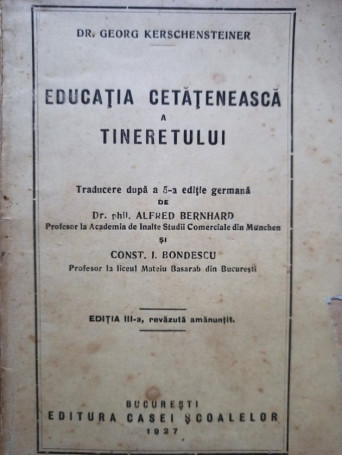 DR. GEORG KERSCHENSTEINER
EDUCAȚIA CETĂȚENEASCĂ
A
TINERETULUI
Traducere după a 5-a ediție germană
DE
Dr. phil. ALFRED BERNHARD
Profesor la Academia de Inalte Studii Comerciale din München
ȘI
CONST. I. BONDESCU
Profesor la liceul Mateiu Basarab din București
EDIȚIA III-a, revăzută amănunțit.
BUCUREȘTI
EDITURA CASEI ȘCOALELOR
1927